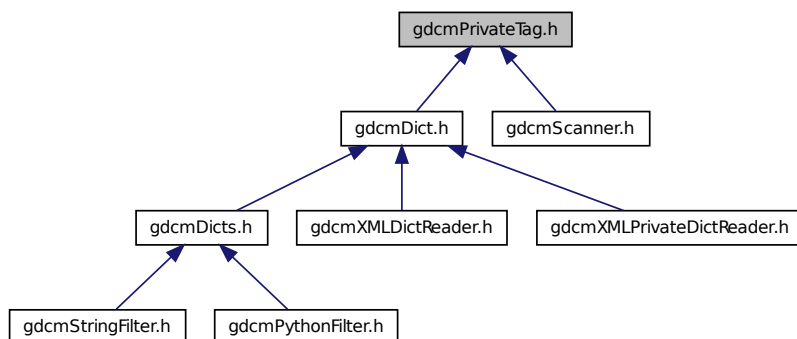 gdcmPrivateTag.h
gdcmDict.h
gdcmScanner.h
gdcmDicts.h
gdcmXMLDictReader.h
gdcmXMLPrivateDictReader.h
gdcmStringFilter.h
gdcmPythonFilter.h